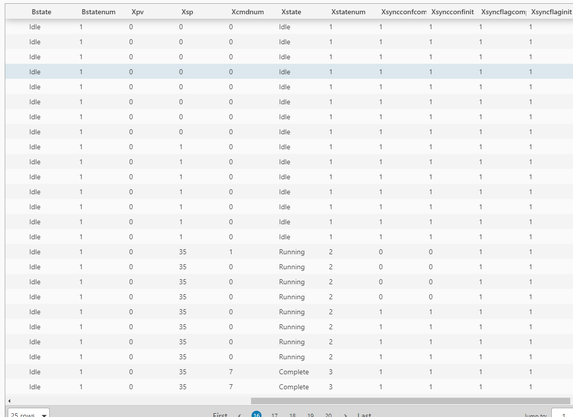 Bstate Bstatenum Xpv Xsp Xcmdnum Xstate Xstatenum Xsyncconfcom Xsyncconfinit Xsyncflagcom Xsyncflaginit
Idle 1 0 0 0 Idle 1 1 1 1 1
Idle 1 0 0 0 Idle 1 1 1 1 1
Idle 1 0 0 0 Idle 1 1 1 1 1
Idle 1 0 0 0 Idle 1 1 1 1 1
Idle 1 0 0 0 Idle 1 1 1 1 1
Idle 1 0 0 0 Idle 1 1 1 1 1
Idle 1 0 0 0 Idle 1 1 1 1 1
Idle 1 0 0 0 Idle 1 1 1 1 1
Idle 1 0 1 0 Idle 1 1 1 1 1
Idle 1 0 1 0 Idle 1 1 1 1 1
Idle 1 0 1 0 Idle 1 1 1 1 1
Idle 1 0 1 0 Idle 1 1 1 1 1
Idle 1 0 1 0 Idle 1 1 1 1 1
Idle 1 0 1 0 Idle 1 1 1 1 1
Idle 1 0 1 0 Idle 1 1 1 1 1
Idle 1 0 35 1 Running 2 0 0 1 1
Idle 1 0 35 0 Running 2 0 0 1 1
Idle 1 0 35 0 Running 2 0 0 1 1
Idle 1 0 35 0 Running 2 0 0 1 1
Idle 1 0 35 0 Running 2 1 1 1 1
Idle 1 0 35 0 Running 2 1 1 1 1
Idle 1 0 35 0 Running 2 1 1 1 1
Idle 1 0 35 0 Running 2 1 1 1 1
Idle 1 0 35 7 Complete 3 1 1 1 1
Idle 1 0 35 7 Complete 3 1 1 1 1
25 rows First 16 17 18 19 20 Last Jump to: 1